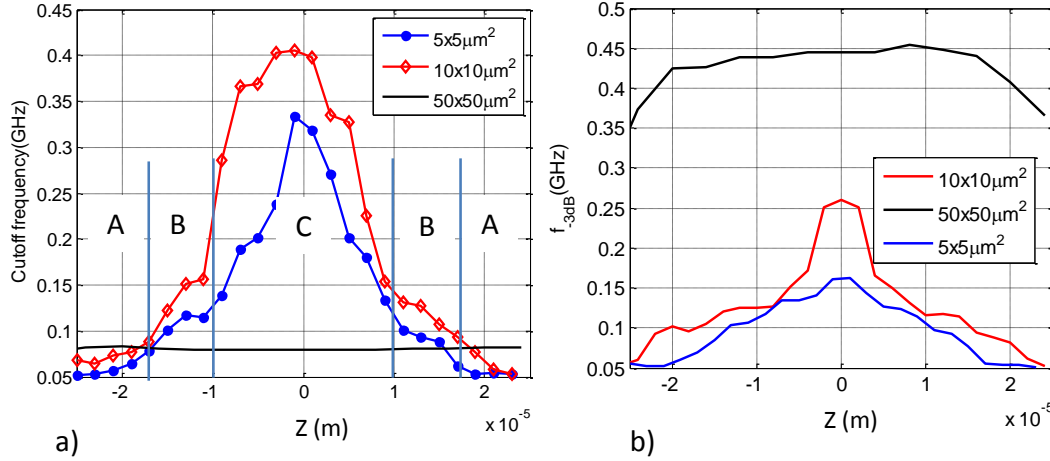 Cutoff frequency(GHz)
0.45
0.4
0.35
0.3
0.25
0.2
0.15
0.1
0.05
5x5µm²
10x10µm²
50x50µm²
A
B
C
B
A
-2
-1
0
1
2
Z (m)
x 10⁻⁵
a)
f-3dB(GHz)
0.5
0.45
0.4
0.35
0.3
0.25
0.2
0.15
0.1
0.05
10x10µm²
50x50µm²
5x5µm²
-2
-1
0
1
2
Z (m)
x 10⁻⁵
b)